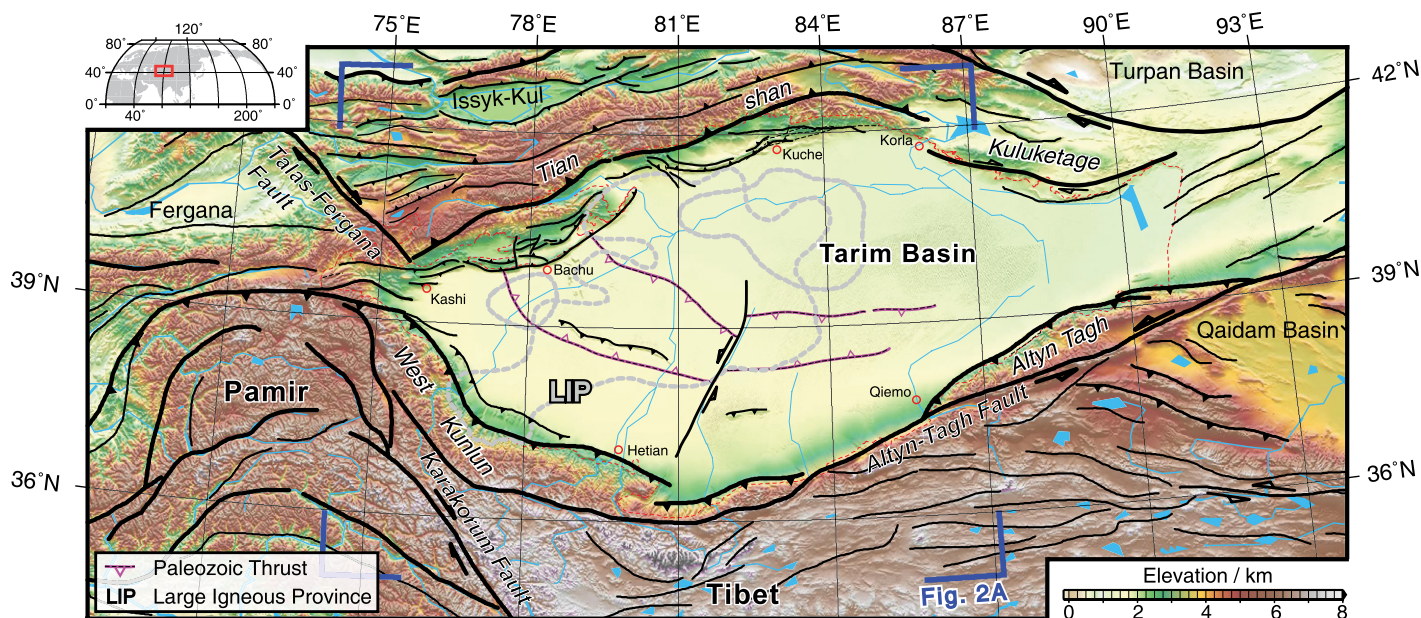 75°E 78°E 81°E 84°E 87°E 90°E 93°E
120°
80° 80°
40° 40°
0° 0°
40° 200°
42°N
Turpan Basin
Issyk-Kul
shan
Tian
Kuche
Korla
Kuluketage
Talas-Fergana
Fault
Fergana
Tarim Basin
39°N
39°N
Bachu
Kashi
Qaidam Basin
Altyn Tagh
West
Kunlun
Pamir
LIP
Qiemo
Altyn-Tagh Fault
Hetian
Karakorum Fault
36°N
36°N
Paleozoic Thrust
LIP Large Igneous Province
Tibet
Fig. 2A
Elevation / km
0 2 4 6 8